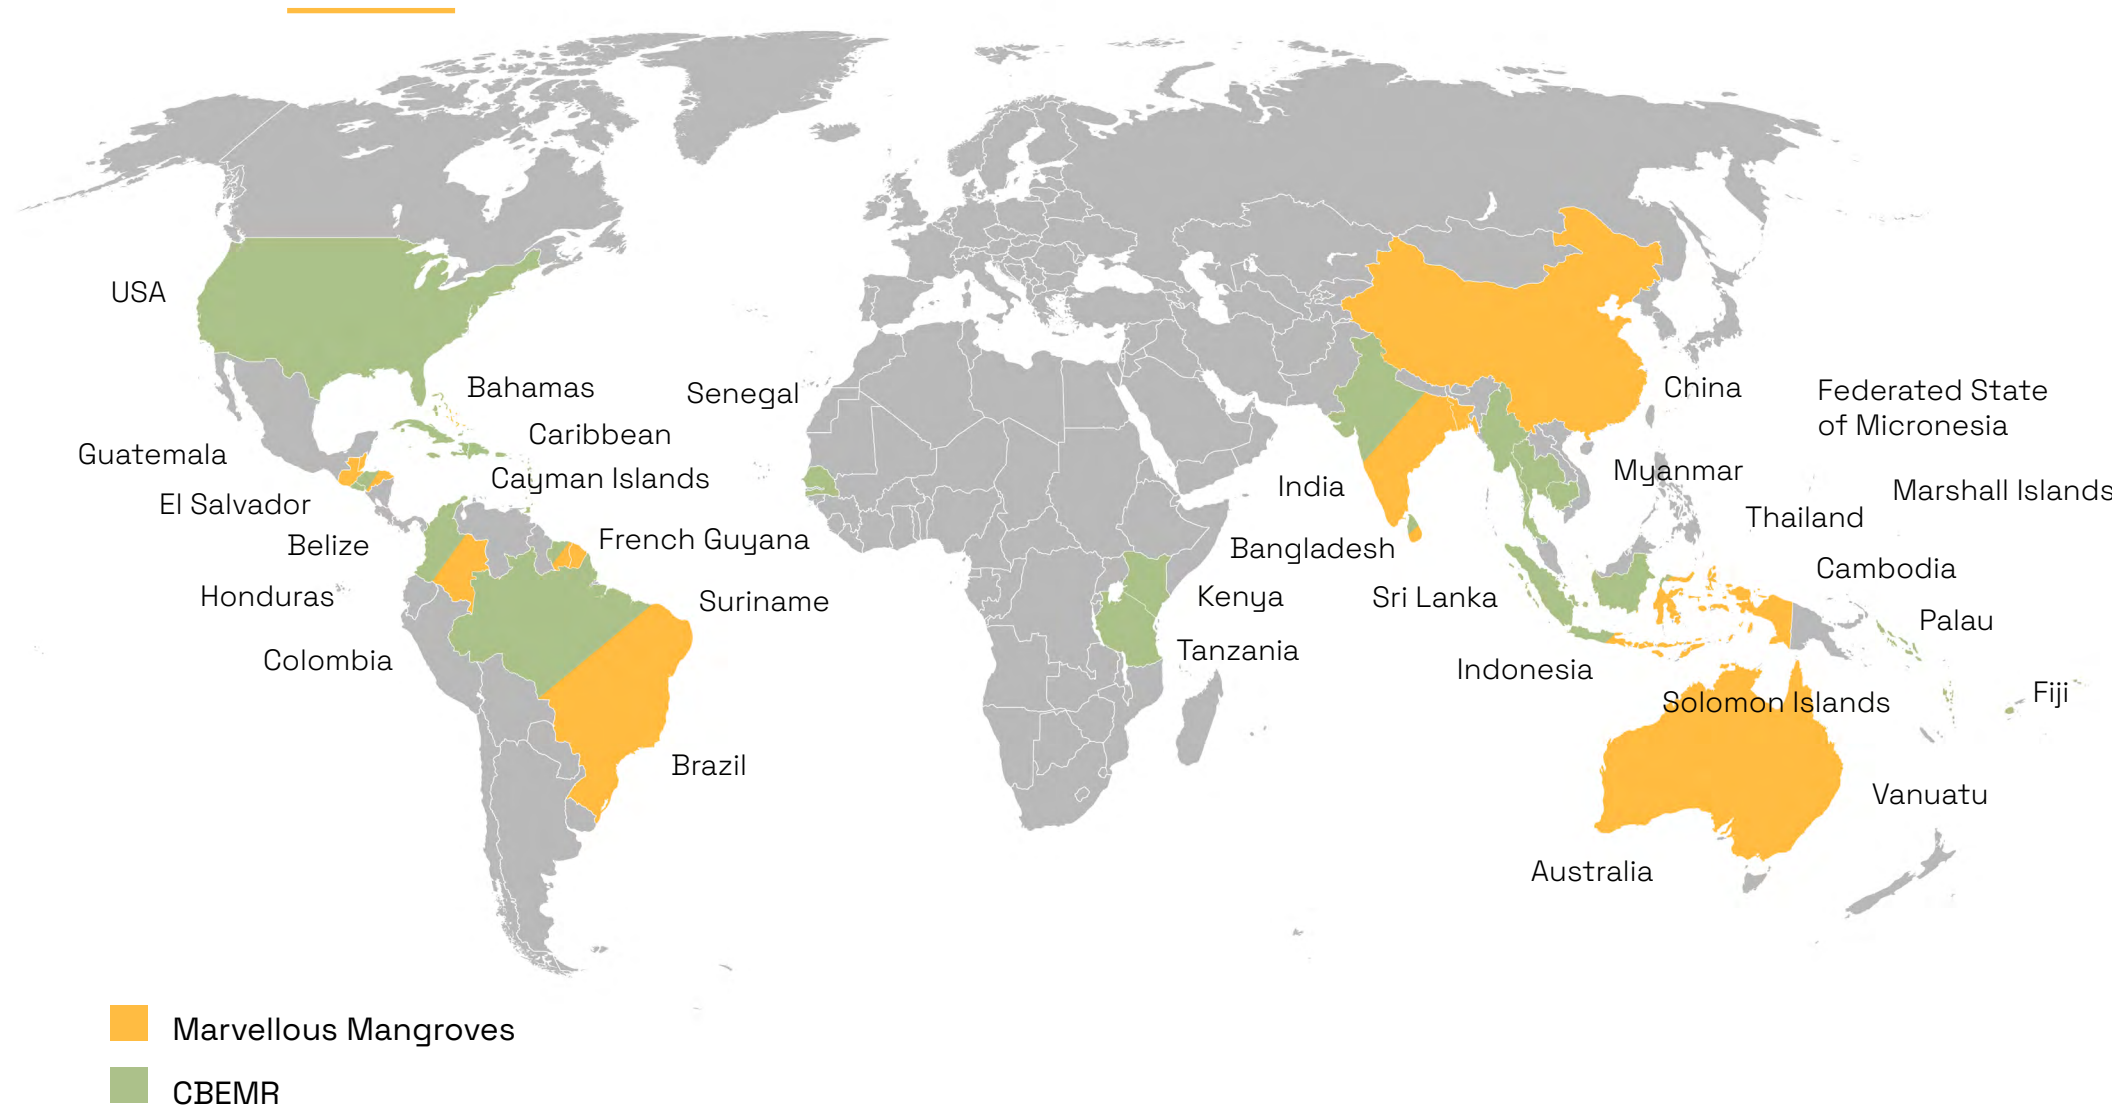 USA
Bahamas
Senegal
China
Federated State
of Micronesia
Caribbean
Guatemala
Cayman Islands
Myanmar
India
Marshall Islands
El Salvador
Thailand
Belize
French Guyana
Bangladesh
Cambodia
Honduras
Suriname
Kenya
Sri Lanka
Palau
Colombia
Tanzania
Indonesia
Solomon Islands
Fiji
Brazil
Vanuatu
Australia
Marvellous Mangroves
CBEMR